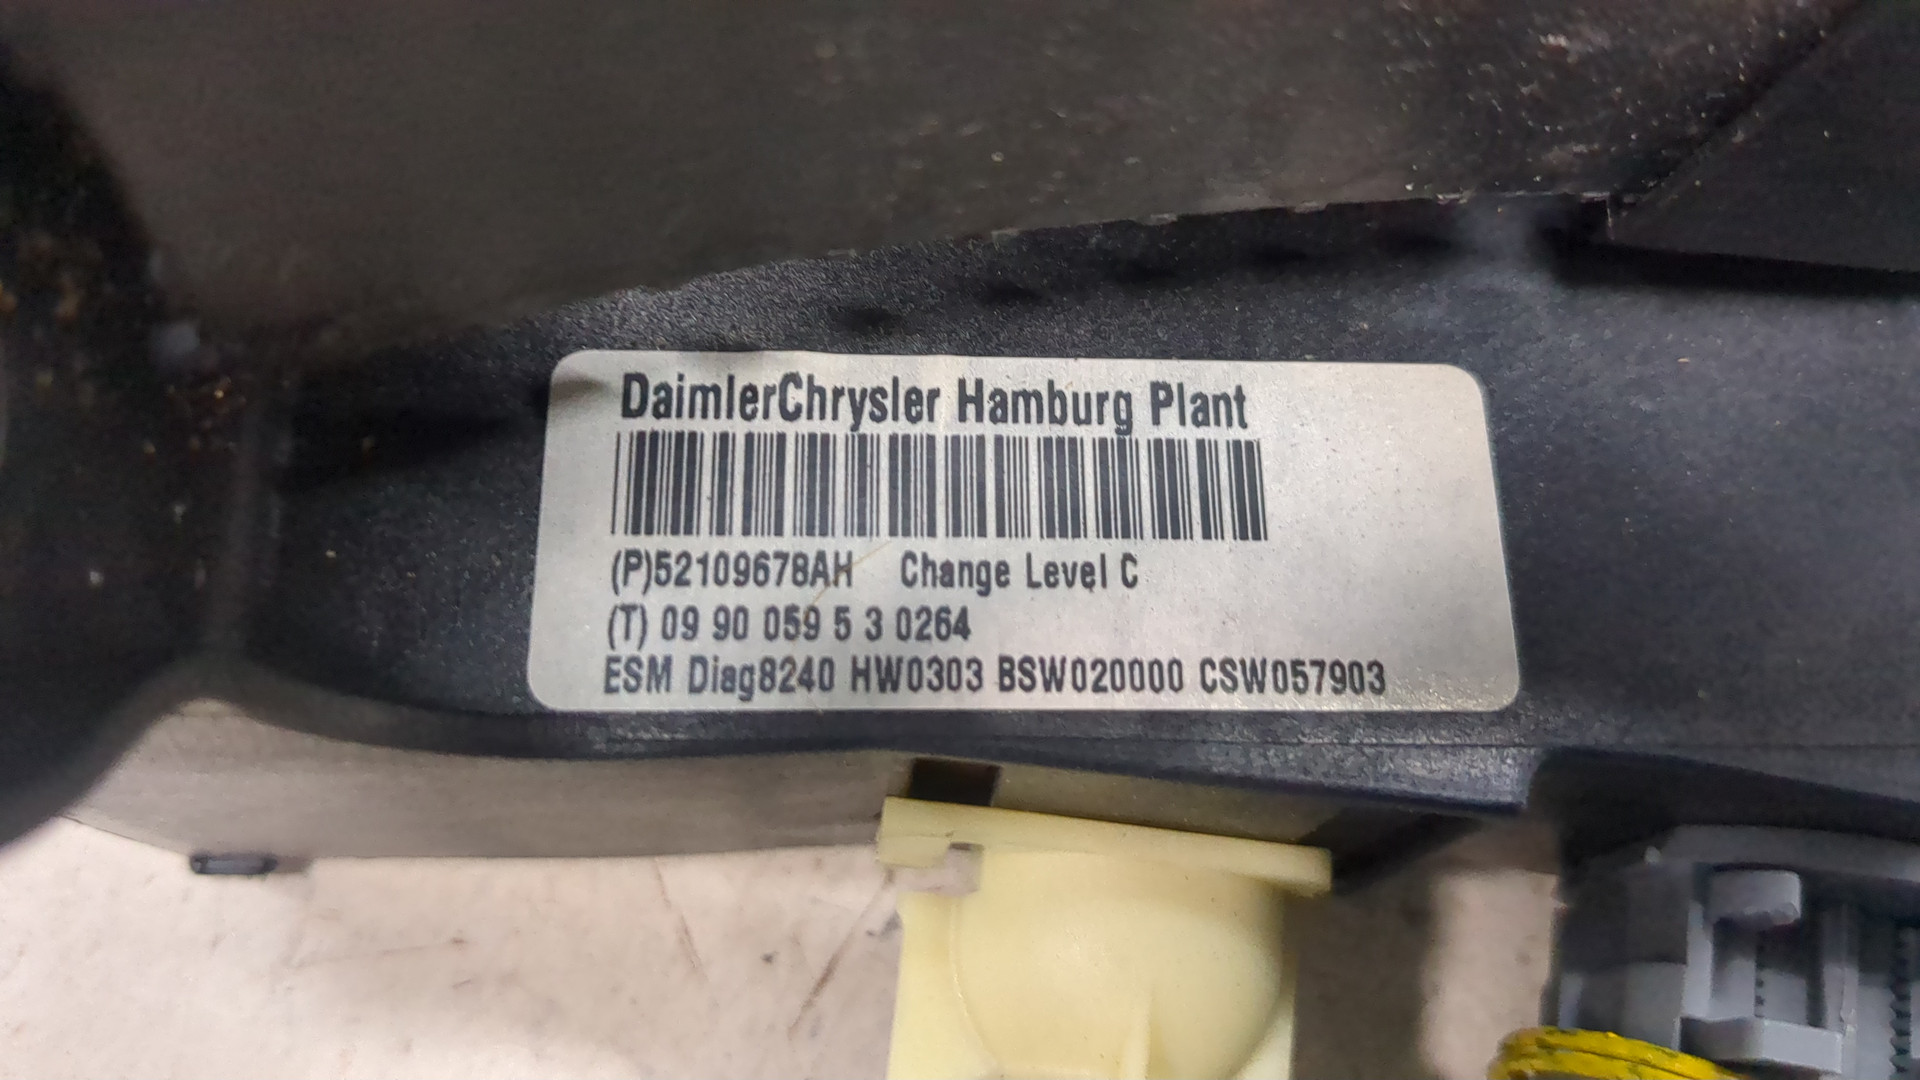 DaimlerChrysler Hamburg Plant
(P)52109678AH Change Level C
(T) 09 90 059 5 3 0264
ESM Diag8240 HW0303 BSW020000 CSW057903